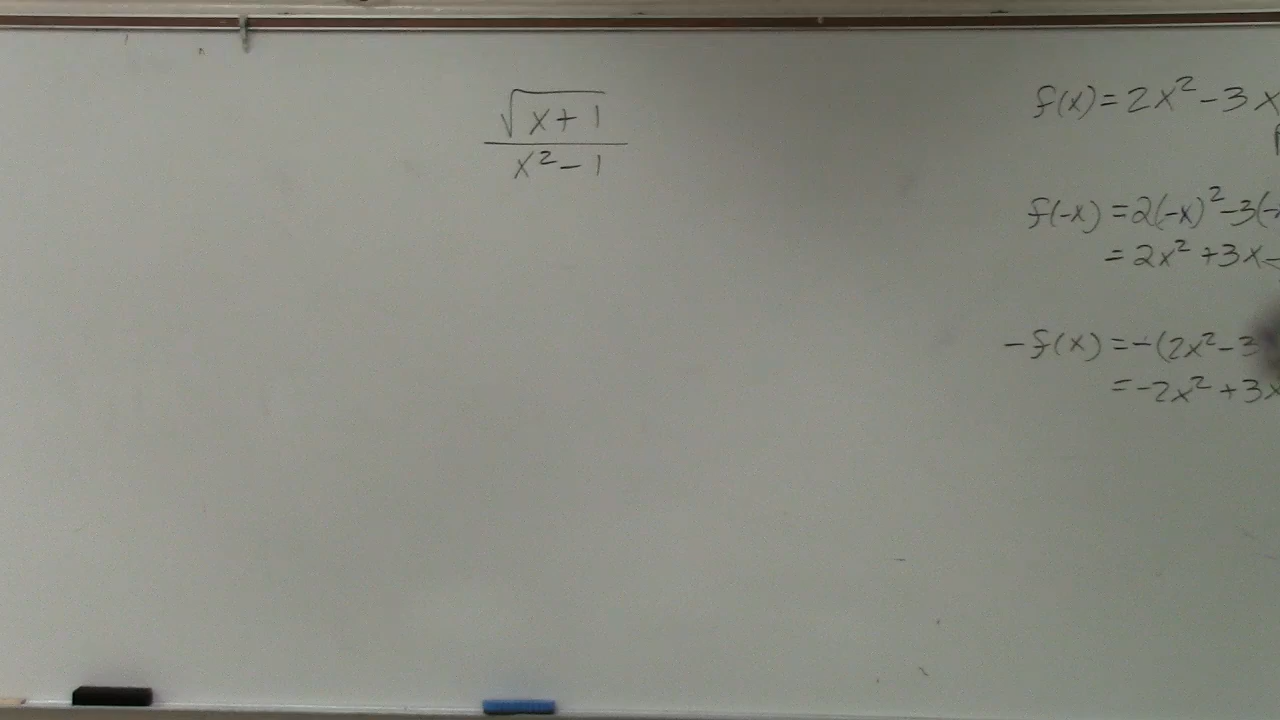 √(x+1)
x² - 1
f(x) = 2x² - 3x
f(-x) = 2(-x)² - 3(-x
= 2x² + 3x -
- f(x) = -(2x² - 3
= -2x² + 3x